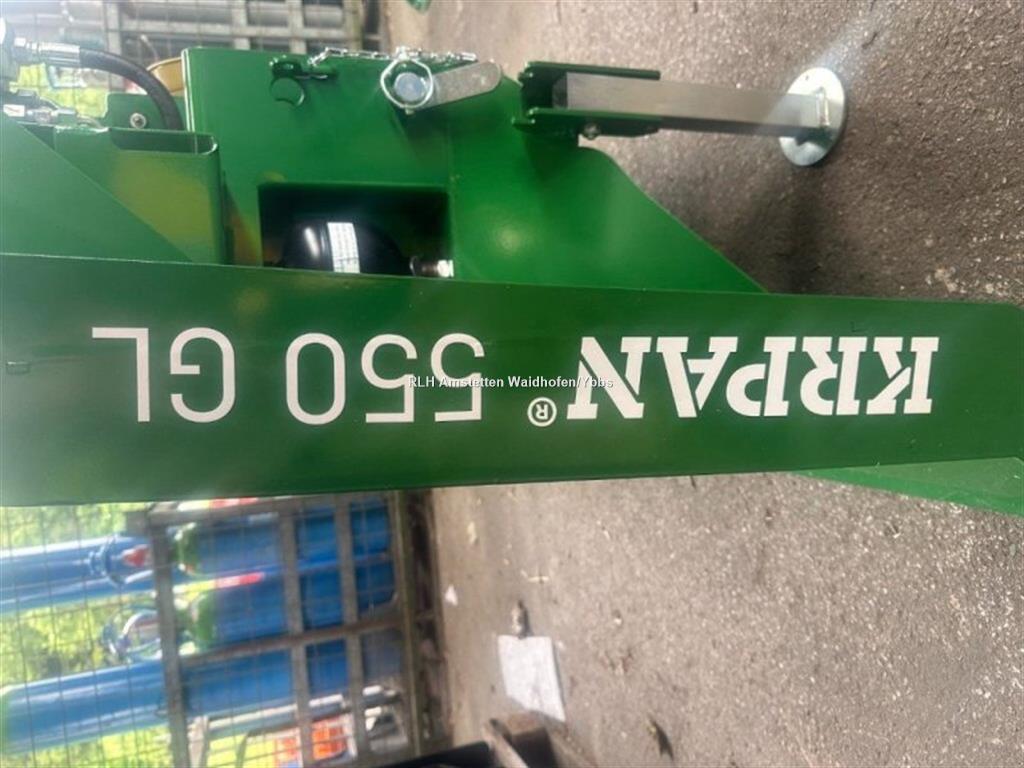 KRPAN® 550 GL
RLH Amstetten Waidhofen/Ybbs